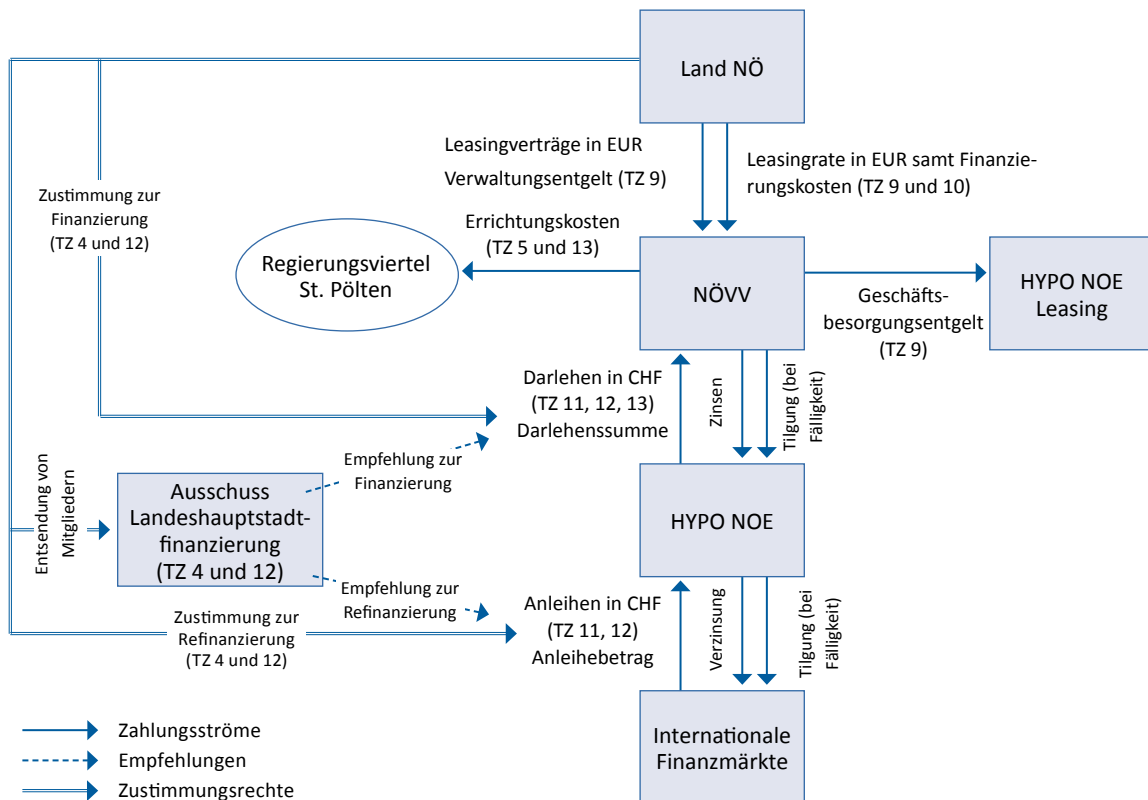 Land NÖ
Leasingverträge in EUR
Verwaltungsentgelt (TZ 9)
Leasingrate in EUR samt Finanzie-
rungskosten (TZ 9 und 10)
Zustimmung zur
Finanzierung
(TZ 4 und 12)
Errichtungskosten
(TZ 5 und 13)
Regierungsviertel
St. Pölten
NÖVV
Geschäfts-
besorgungsentgelt
(TZ 9)
HYPO NOE
Leasing
Darlehen in CHF
(TZ 11, 12, 13)
Darlehenssumme
Zinsen
Tilgung (bei
Fälligkeit)
Empfehlung zur
Finanzierung
Entsendung von
Mitgliedern
Ausschuss
Landeshauptstadt-
finanzierung
(TZ 4 und 12)
HYPO NOE
Empfehlung zur
Refinanzierung
Zustimmung zur
Refinanzierung
(TZ 4 und 12)
Anleihen in CHF
(TZ 11, 12)
Anleihebetrag
Verzinsung
Tilgung (bei
Fälligkeit)
Internationale
Finanzmärkte
Zahlungsströme
Empfehlungen
Zustimmungsrechte